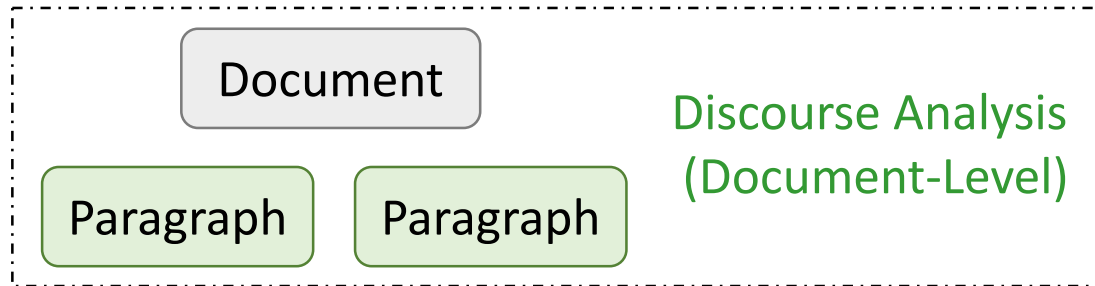 Document
Discourse Analysis
(Document-Level)
Paragraph
Paragraph